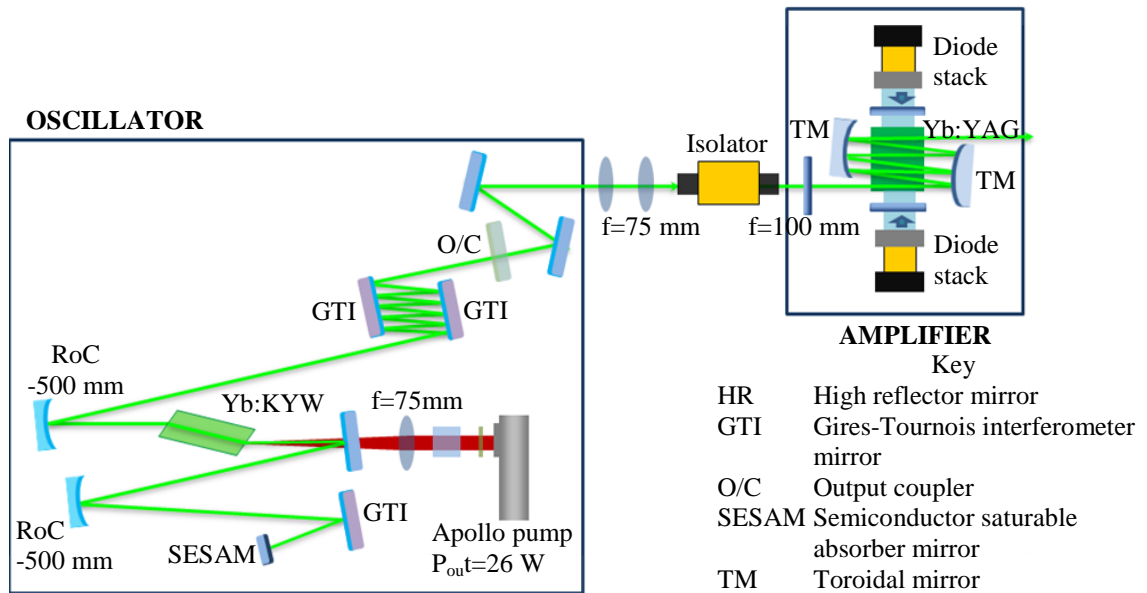 OSCILLATOR
Diode
stack
TM
Yb:YAG
Isolator
TM
f=75 mm
f=100 mm
O/C
Diode
stack
GTI
GTI
AMPLIFIER
RoC
-500 mm
Key
HR High reflector mirror
Yb:KYW
f=75mm
GTI Gires-Tournois interferometer
mirror
O/C Output coupler
GTI
SESAM Semiconductor saturable
absorber mirror
RoC
-500 mm
SESAM
Apollo pump
Pout=26 W
TM Toroidal mirror